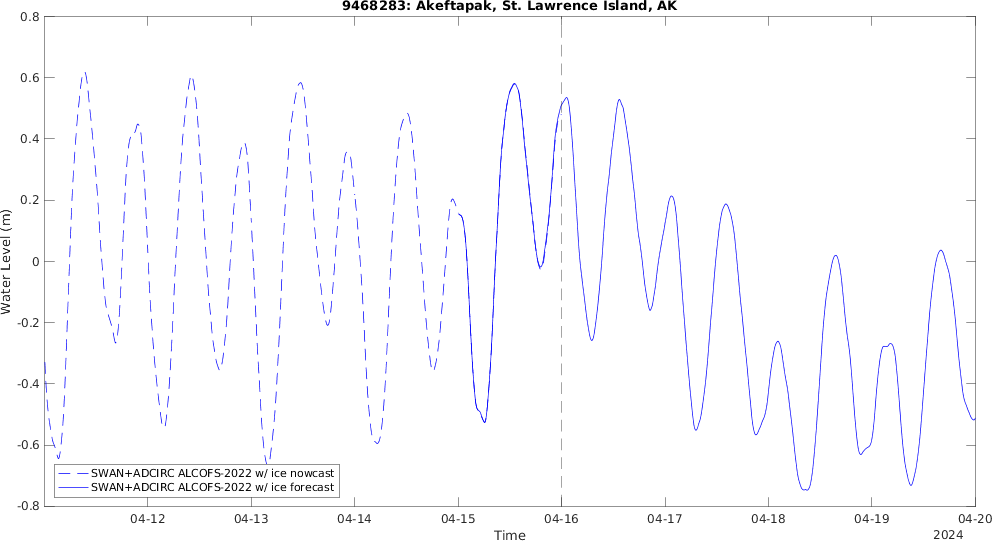 9468283: Akeftapak, St. Lawrence Island, AK
Water Level (m)
0.8
0.6
0.4
0.2
0
-0.2
-0.4
-0.6
-0.8
SWAN+ADCIRC ALCOFS-2022 w/ ice nowcast
SWAN+ADCIRC ALCOFS-2022 w/ ice forecast
04-12 04-13 04-14 04-15 04-16 04-17 04-18 04-19 04-20
Time
2024